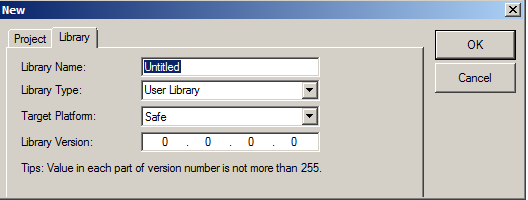 New
Project Library
OK
Library Name: Untitled
Cancel
Library Type: User Library
Target Platform: Safe
Library Version: 0 . 0 . 0 . 0
Tips: Value in each part of version number is not more than 255.